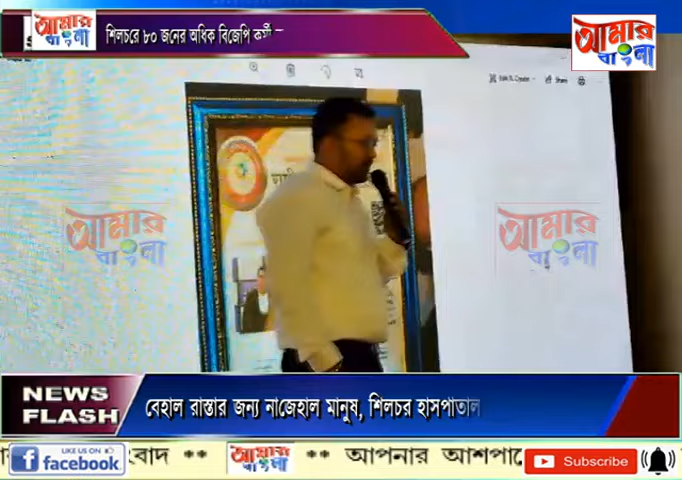 আমার বাংলা
শিলচরে ৮০ জনের অধিক বিজেপি কর্মী
আমার বাংলা
Share
আমার বাংলা
আমার বাংলা
NEWS FLASH
বেহাল রাস্তার জন্য নাজেহাল মানুষ, শিলচর হাসপাতাল
LIKE US ON
facebook
বাদ ** আমার বাংলা ** আপনার আশপা
Subscribe